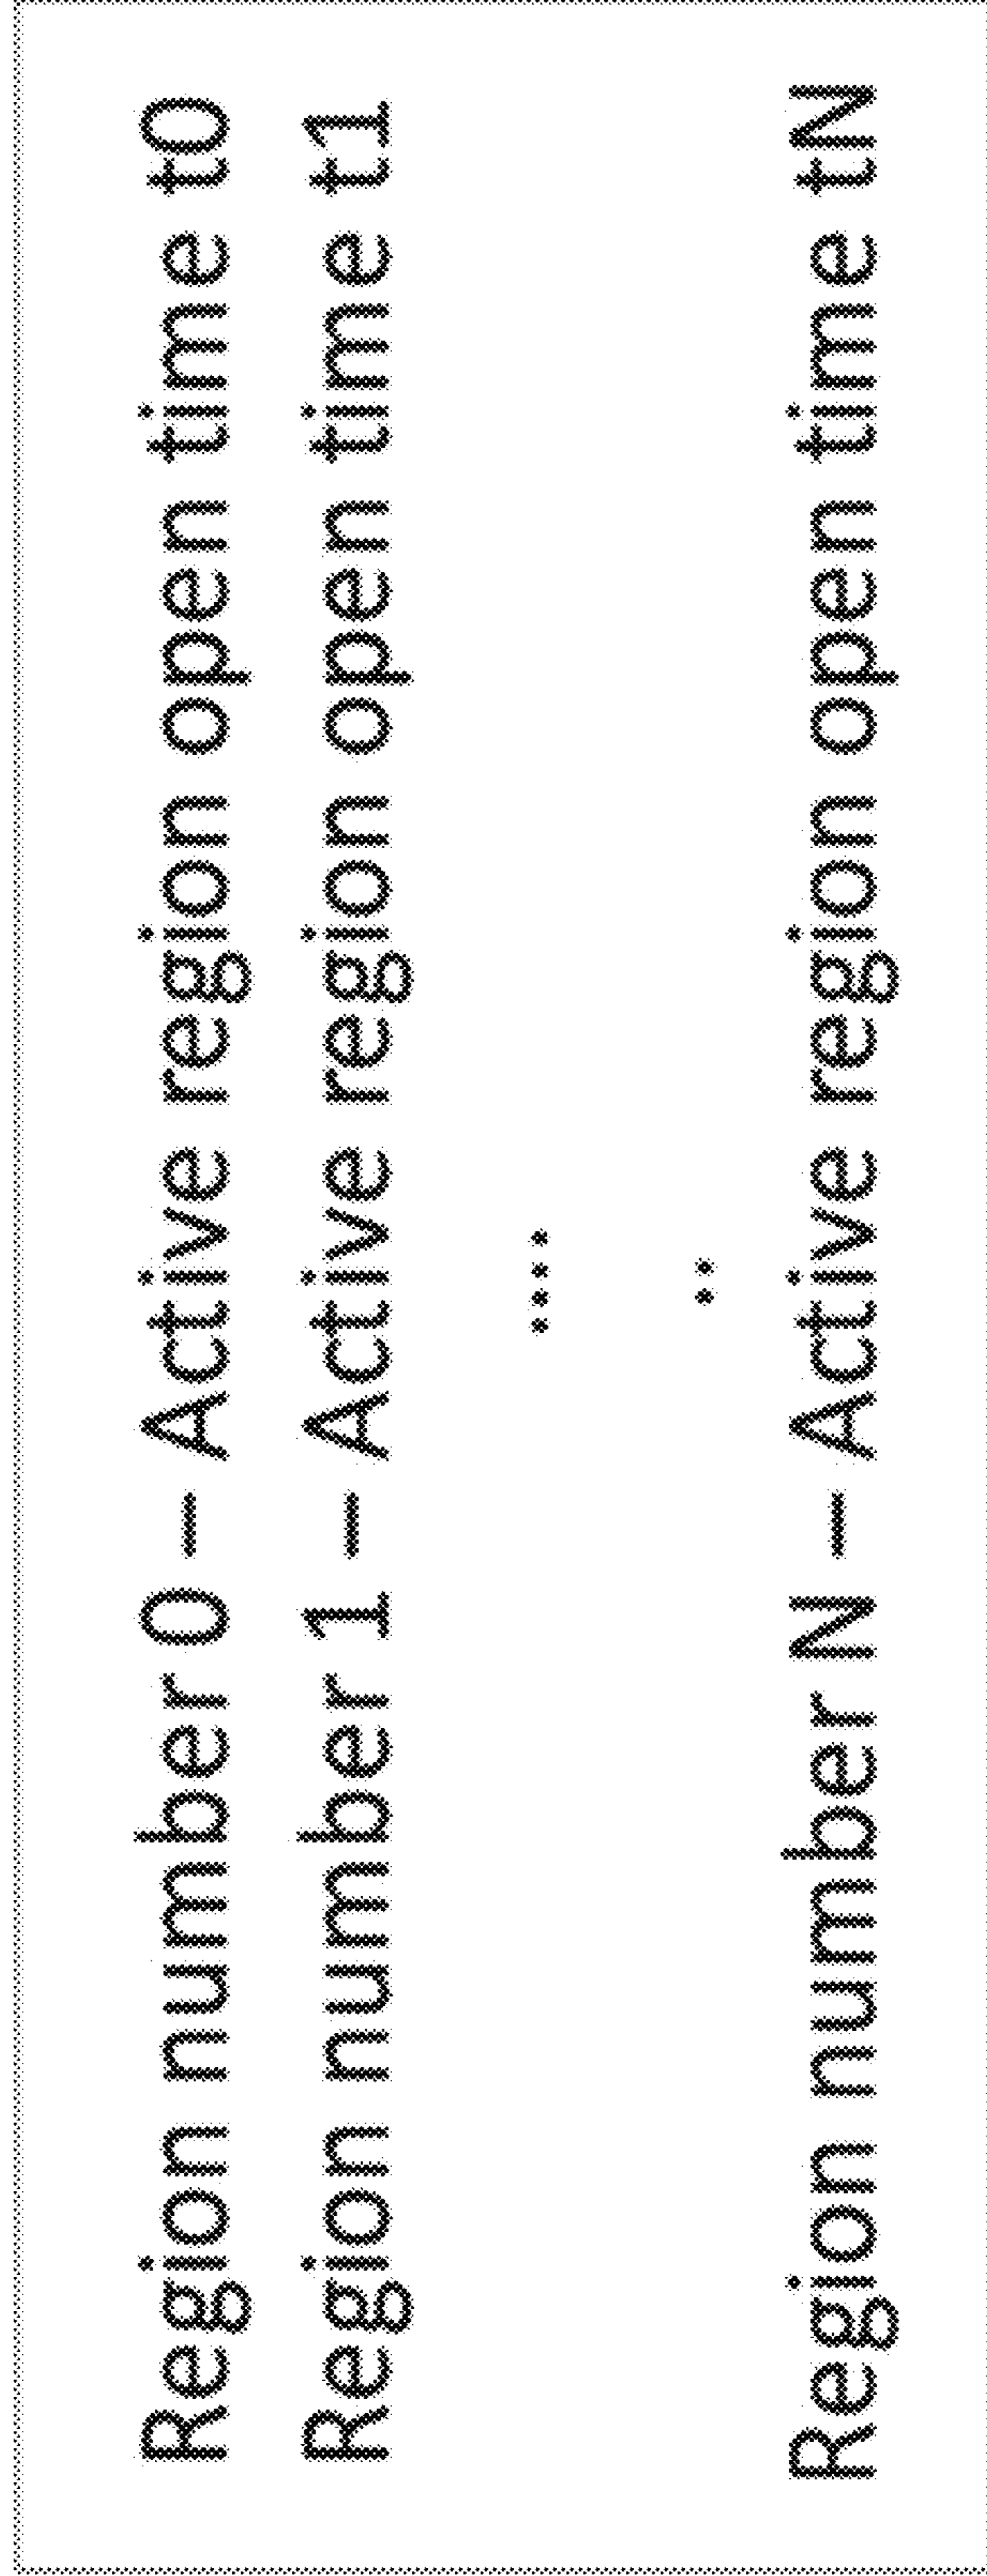 Region number 0 — Active region open time t0
Region number 1 — Active region open time t1
....
..
Region number N — Active region open time tN